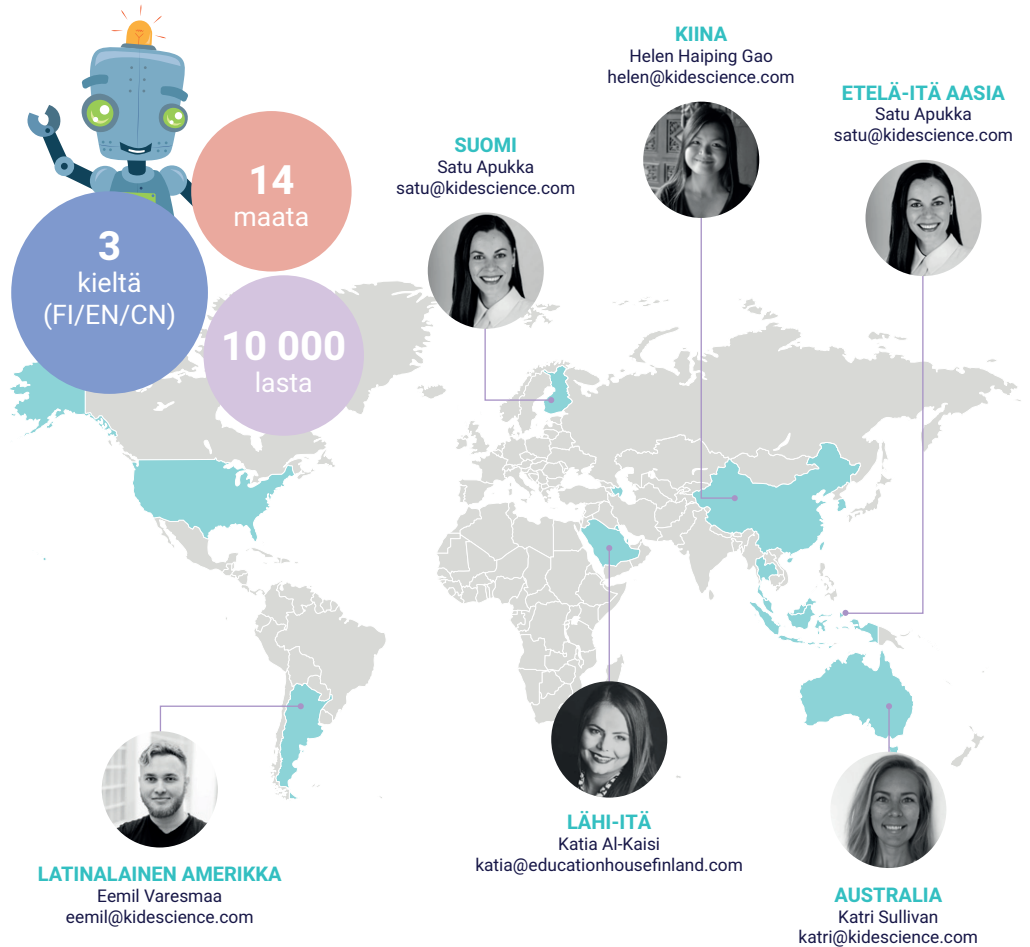 KIINA
Helen Haiping Gao
helen@kidescience.com
ETELÄ-ITÄ AASIA
Satu Apukka
satu@kidescience.com
SUOMI
Satu Apukka
satu@kidescience.com
14
maata
3
kieltä
(FI/EN/CN)
10 000
lasta
LÄHI-ITÄ
Katia Al-Kaisi
katia@educationhousefinland.com
LATINALAINEN AMERIKKA
Eemil Varesmaa
eemil@kidescience.com
AUSTRALIA
Katri Sullivan
katri@kidescience.com